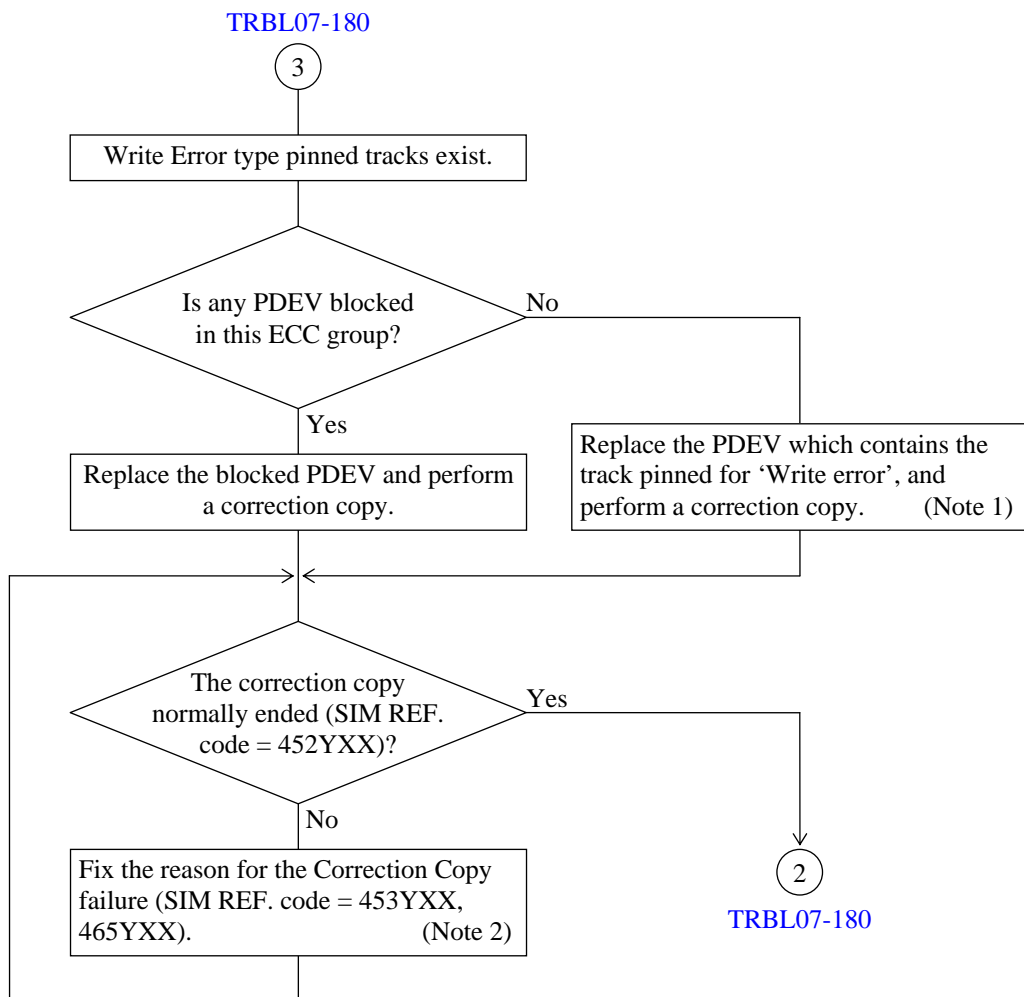 TRBL07-180
3
Write Error type pinned tracks exist.
Is any PDEV blocked
in this ECC group?
No
Yes
Replace the blocked PDEV and perform
a correction copy.
Replace the PDEV which contains the
track pinned for ‘Write error’, and
perform a correction copy. (Note 1)
The correction copy
normally ended (SIM REF.
code = 452YXX)?
Yes
No
Fix the reason for the Correction Copy
failure (SIM REF. code = 453YXX,
465YXX). (Note 2)
2
TRBL07-180